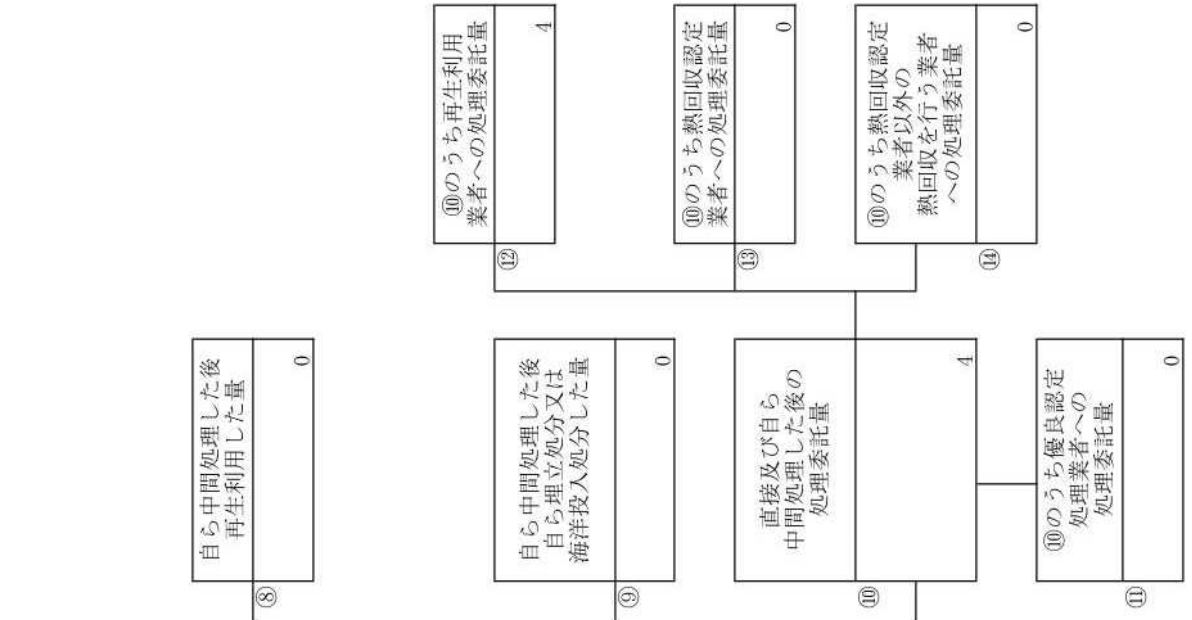 ⑧
自ら中間処理した後
再生利用した量
0
⑨
自ら中間処理した後
自ら埋立処分又は
海洋投入処分した量
0
⑩
直接及び自ら
中間処理した後の
処理委託量
4
⑪
⑩のうち優良認定
処理業者への
処理委託量
0
⑫
⑩のうち再生利用
業者への処理委託量
4
⑬
⑩のうち熱回収認定
業者への処理委託量
0
⑭
⑩のうち熱回収認定
業者以外の
熱回収を行う業者
への処理委託量
0